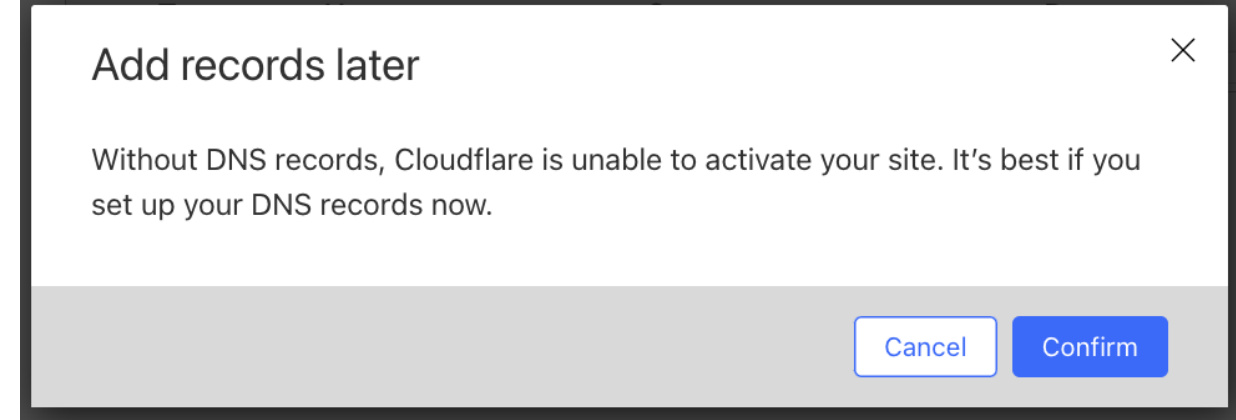 Add records later
Without DNS records, Cloudflare is unable to activate your site. It’s best if you
set up your DNS records now.
Cancel
Confirm